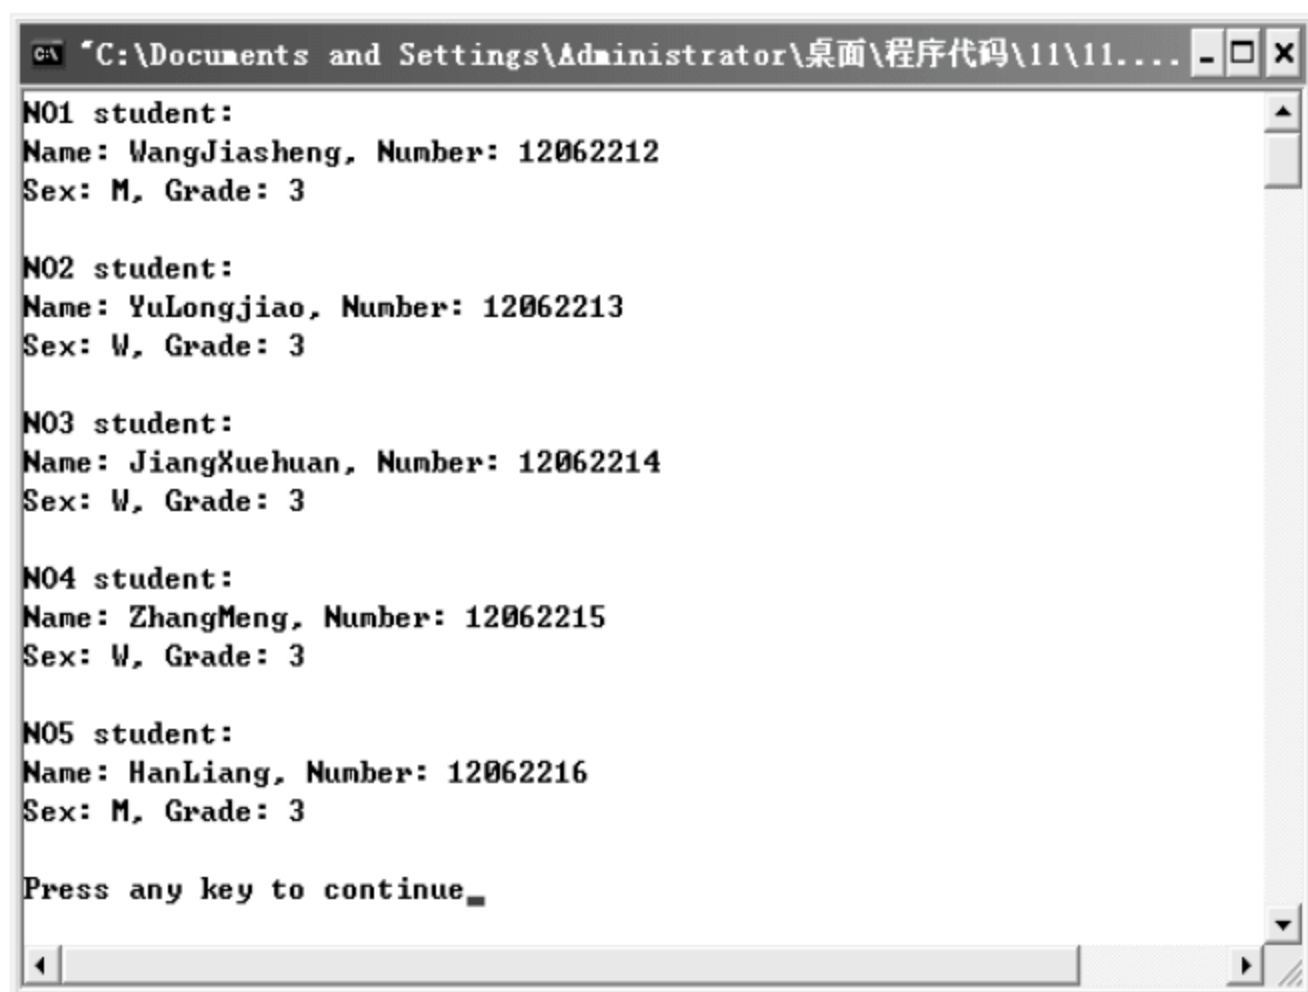 "C:\Documents and Settings\Administrator\桌面\程序代码\11\11....
NO1 student:
Name: WangJiasheng, Number: 12062212
Sex: M, Grade: 3
NO2 student:
Name: YuLongjiao, Number: 12062213
Sex: W, Grade: 3
NO3 student:
Name: JiangXuehuan, Number: 12062214
Sex: W, Grade: 3
NO4 student:
Name: ZhangMeng, Number: 12062215
Sex: W, Grade: 3
NO5 student:
Name: HanLiang, Number: 12062216
Sex: M, Grade: 3
Press any key to continue_